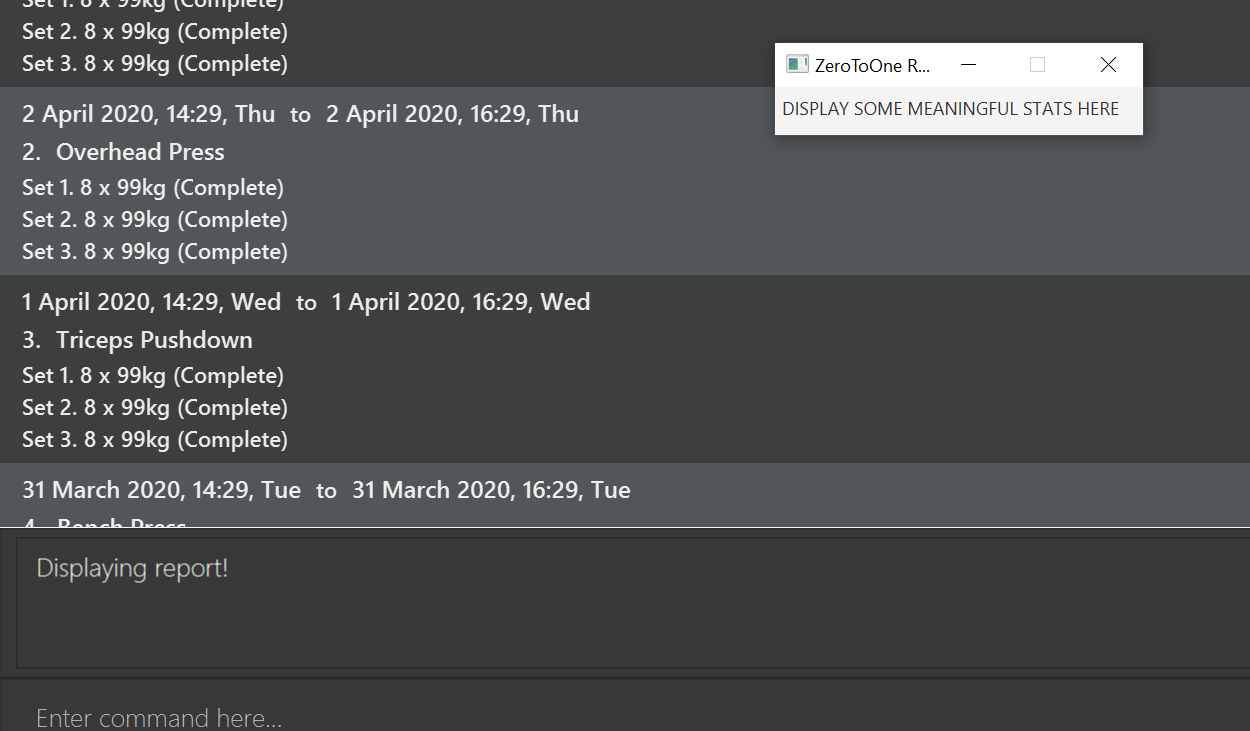 Set 1. 8 x 99kg (Complete)
Set 2. 8 x 99kg (Complete)
Set 3. 8 x 99kg (Complete)
2 April 2020, 14:29, Thu to 2 April 2020, 16:29, Thu
2. Overhead Press
Set 1. 8 x 99kg (Complete)
Set 2. 8 x 99kg (Complete)
Set 3. 8 x 99kg (Complete)
1 April 2020, 14:29, Wed to 1 April 2020, 16:29, Wed
3. Triceps Pushdown
Set 1. 8 x 99kg (Complete)
Set 2. 8 x 99kg (Complete)
Set 3. 8 x 99kg (Complete)
31 March 2020, 14:29, Tue to 31 March 2020, 16:29, Tue
4. Bench Press
ZeroToOne R...
DISPLAY SOME MEANINGFUL STATS HERE
Displaying report!
Enter command here...